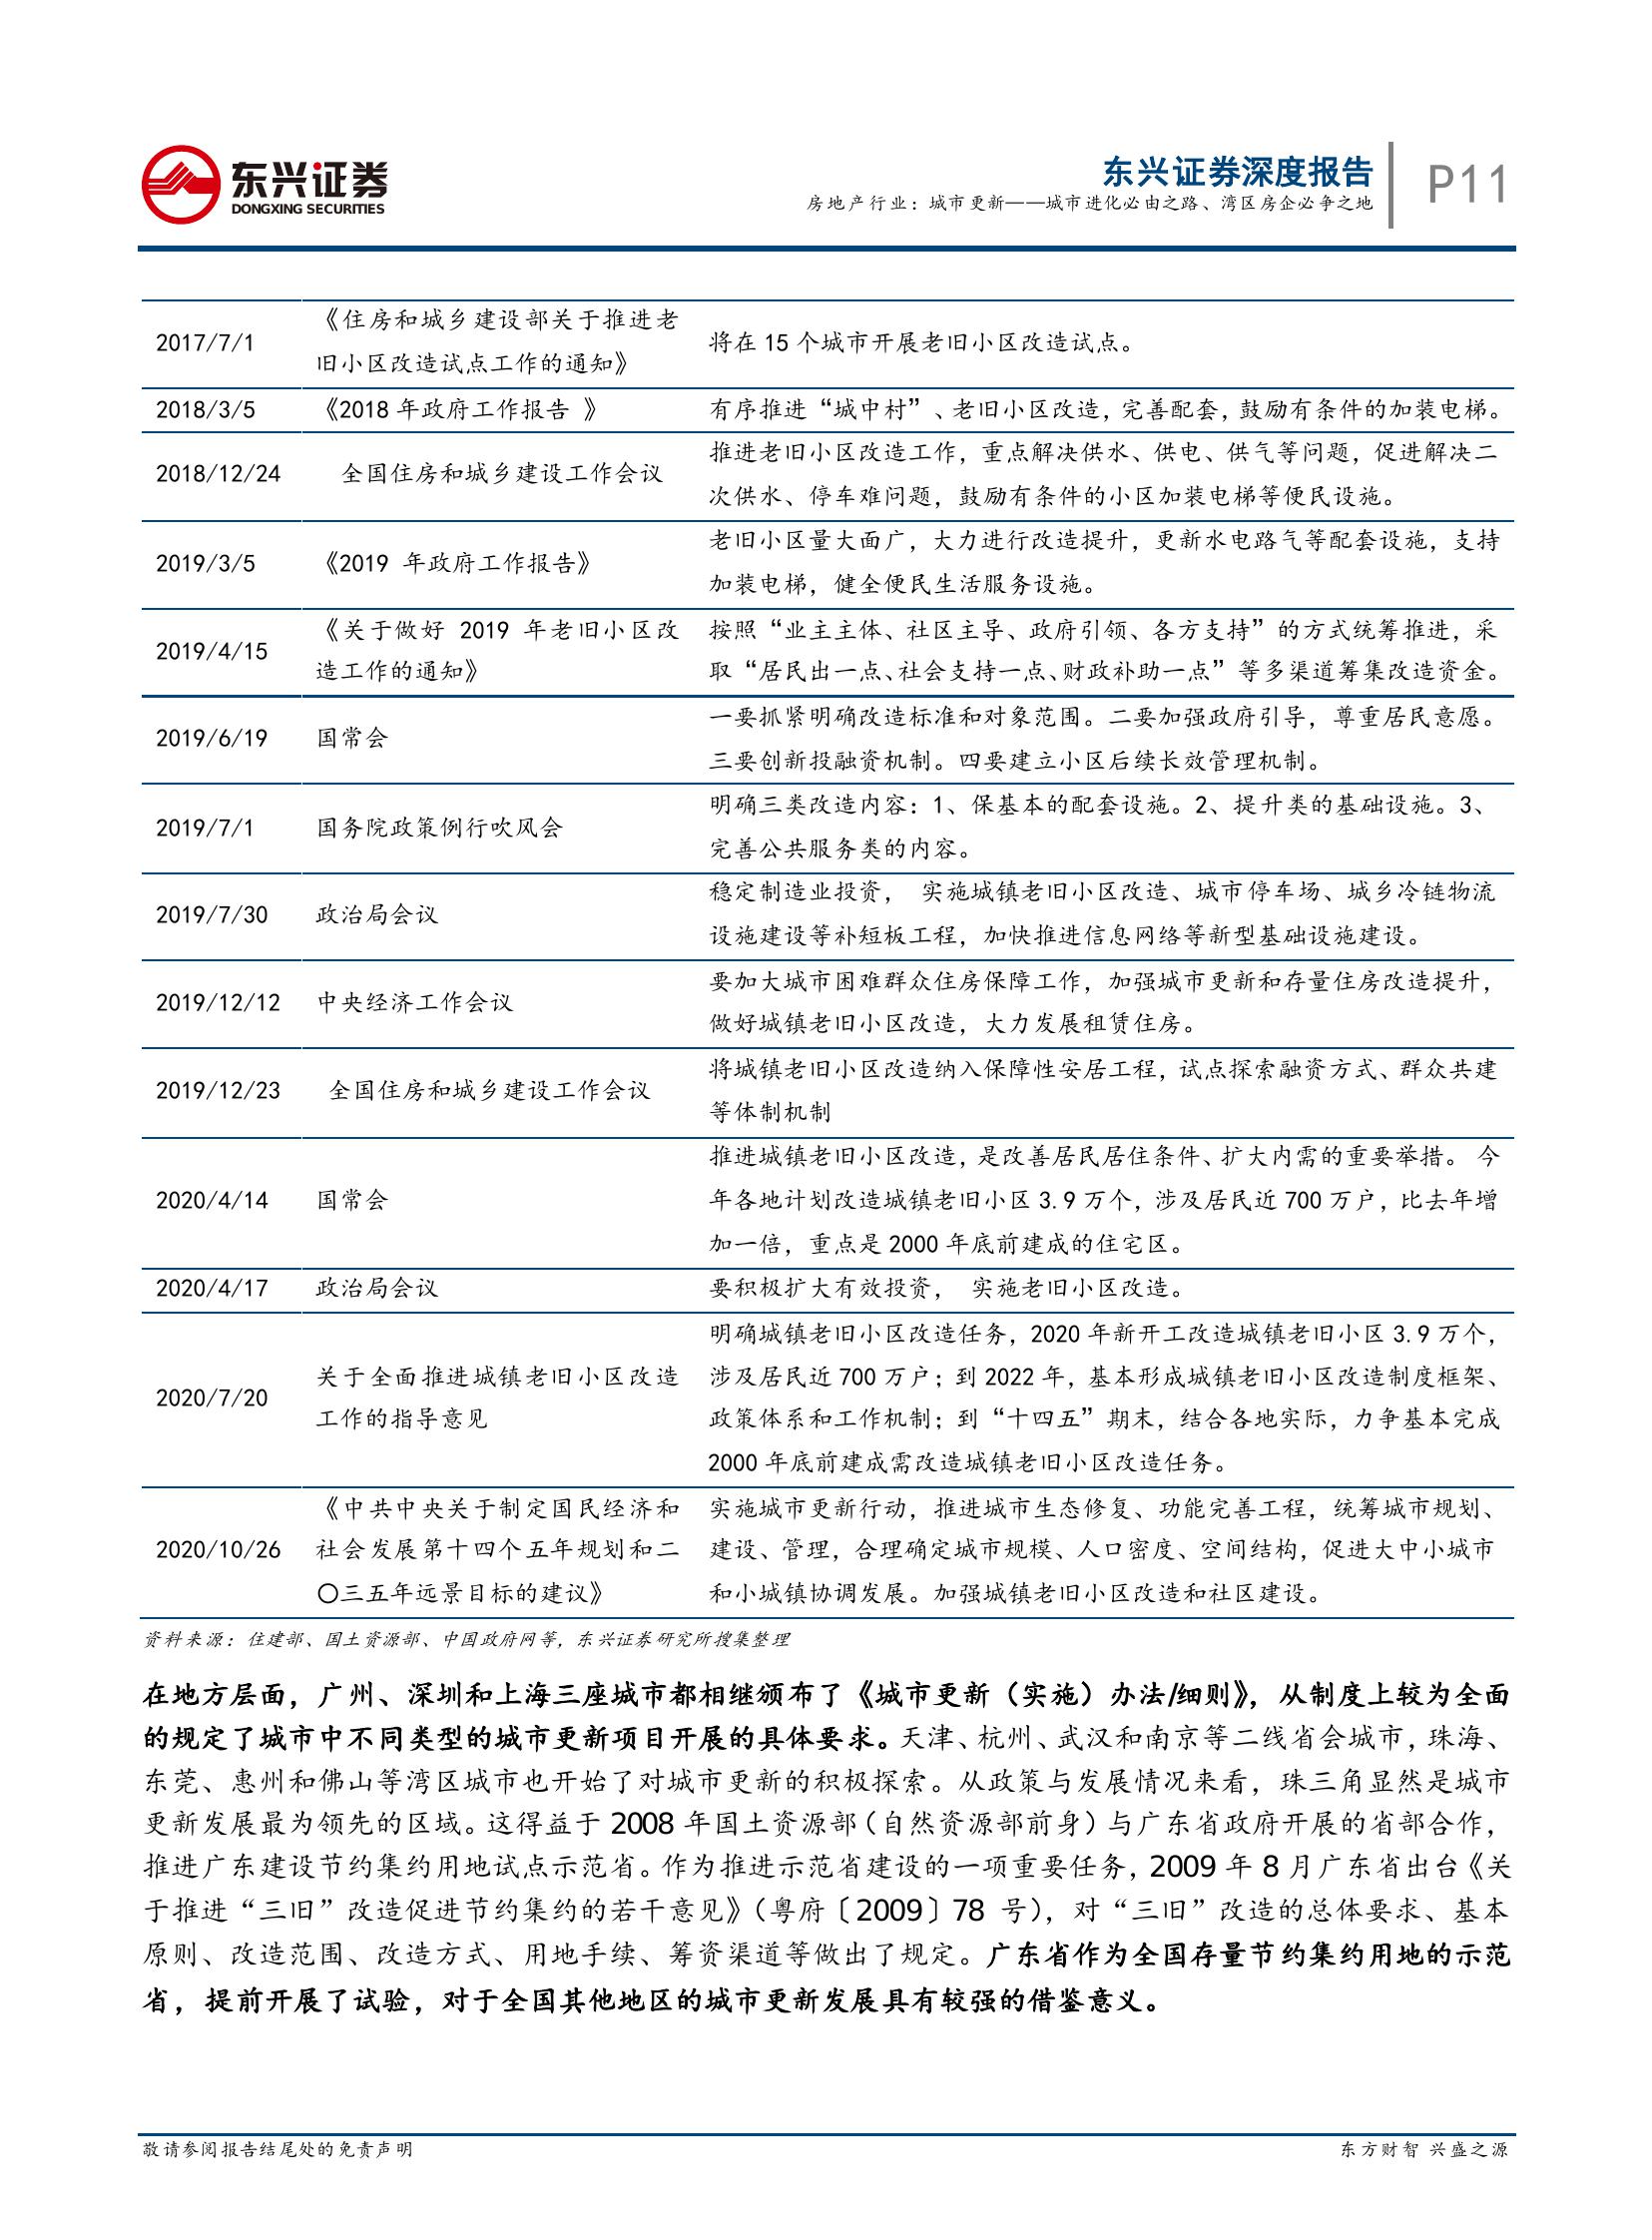 东兴证券
DONGXING SECURITIES
东兴证券深度报告
房地产行业：城市更新——城市进化必由之路、湾区房企必争之地
P11
2017/7/1
《住房和城乡建设部关于推进老
旧小区改造试点工作的通知》
将在 15 个城市开展老旧小区改造试点。
2018/3/5
《2018 年政府工作报告 》
有序推进“城中村”、老旧小区改造，完善配套，鼓励有条件的加装电梯。
2018/12/24
全国住房和城乡建设工作会议
推进老旧小区改造工作，重点解决供水、供电、供气等问题，促进解决二
次供水、停车难问题，鼓励有条件的小区加装电梯等便民设施。
2019/3/5
《2019 年政府工作报告》
老旧小区量大面广，大力进行改造提升，更新水电路气等配套设施，支持
加装电梯，健全便民生活服务设施。
2019/4/15
《关于做好 2019 年老旧小区改
造工作的通知》
按照“业主主体、社区主导、政府引领、各方支持”的方式统筹推进，采
取“居民出一点、社会支持一点、财政补助一点”等多渠道筹集改造资金。
2019/6/19
国常会
一要抓紧明确改造标准和对象范围。二要加强政府引导，尊重居民意愿。
三要创新投融资机制。四要建立小区后续长效管理机制。
2019/7/1
国务院政策例行吹风会
明确三类改造内容：1、保基本的配套设施。2、提升类的基础设施。3、
完善公共服务类的内容。
2019/7/30
政治局会议
稳定制造业投资， 实施城镇老旧小区改造、城市停车场、城乡冷链物流
设施建设等补短板工程，加快推进信息网络等新型基础设施建设。
2019/12/12
中央经济工作会议
要加大城市困难群众住房保障工作，加强城市更新和存量住房改造提升，
做好城镇老旧小区改造，大力发展租赁住房。
2019/12/23
全国住房和城乡建设工作会议
将城镇老旧小区改造纳入保障性安居工程，试点探索融资方式、群众共建
等体制机制
2020/4/14
国常会
推进城镇老旧小区改造，是改善居民居住条件、扩大内需的重要举措。 今
年各地计划改造城镇老旧小区 3.9 万个，涉及居民近 700 万户，比去年增
加一倍，重点是 2000 年底前建成的住宅区。
2020/4/17
政治局会议
要积极扩大有效投资， 实施老旧小区改造。
2020/7/20
关于全面推进城镇老旧小区改造
工作的指导意见
明确城镇老旧小区改造任务，2020 年新开工改造城镇老旧小区 3.9 万个，
涉及居民近 700 万户；到 2022 年，基本形成城镇老旧小区改造制度框架、
政策体系和工作机制；到“十四五”期末，结合各地实际，力争基本完成
2000 年底前建成需改造城镇老旧小区改造任务。
2020/10/26
《中共中央关于制定国民经济和
社会发展第十四个五年规划和二
〇三五年远景目标的建议》
实施城市更新行动，推进城市生态修复、功能完善工程，统筹城市规划、
建设、管理，合理确定城市规模、人口密度、空间结构，促进大中小城市
和小城镇协调发展。加强城镇老旧小区改造和社区建设。
资料来源：住建部、国土资源部、中国政府网等，东兴证券研究所搜集整理
在地方层面，广州、深圳和上海三座城市都相继颁布了《城市更新（实施）办法/细则》，从制度上较为全面
的规定了城市中不同类型的城市更新项目开展的具体要求。天津、杭州、武汉和南京等二线省会城市，珠海、
东莞、惠州和佛山等湾区城市也开始了对城市更新的积极探索。从政策与发展情况来看，珠三角显然是城市
更新发展最为领先的区域。这得益于 2008 年国土资源部（自然资源部前身）与广东省政府开展的省部合作，
推进广东建设节约集约用地试点示范省。作为推进示范省建设的一项重要任务，2009 年 8 月广东省出台《关
于推进“三旧”改造促进节约集约的若干意见》（粤府〔2009〕78 号），对“三旧”改造的总体要求、基本
原则、改造范围、改造方式、用地手续、筹资渠道等做出了规定。广东省作为全国存量节约集约用地的示范
省，提前开展了试验，对于全国其他地区的城市更新发展具有较强的借鉴意义。
敬请参阅报告结尾处的免责声明
东方财智 兴盛之源